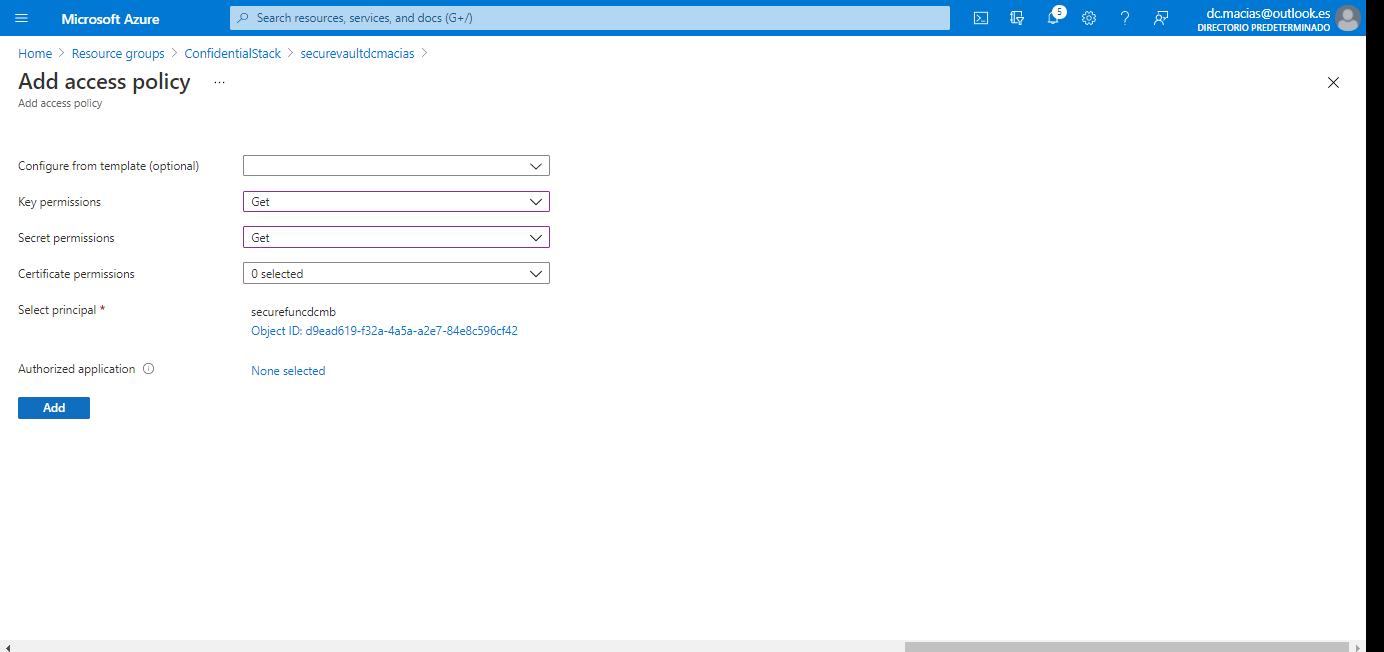 Microsoft Azure
Search resources, services, and docs (G+/)
5
dc.macias@outlook.es
DIRECTORIO PREDETERMINADO
Home > Resource groups > ConfidentialStack > securevaultdcmacias >
Add access policy ...
Add access policy
Configure from template (optional)
Key permissions Get
Secret permissions Get
Certificate permissions 0 selected
Select principal * securefuncdcmb
Object ID: d9ead619-f32a-4a5a-a2e7-84e8c596cf42
Authorized application None selected
Add